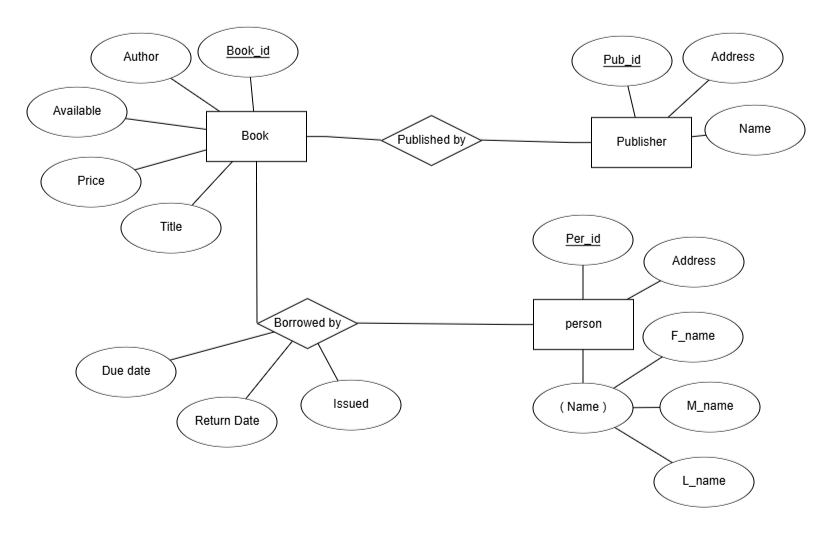 Author
Book_id
Pub_id
Address
Available
Book
Published by
Publisher
Name
Price
Title
Per_id
Address
Borrowed by
person
F_name
Due date
Return Date
Issued
( Name )
M_name
L_name